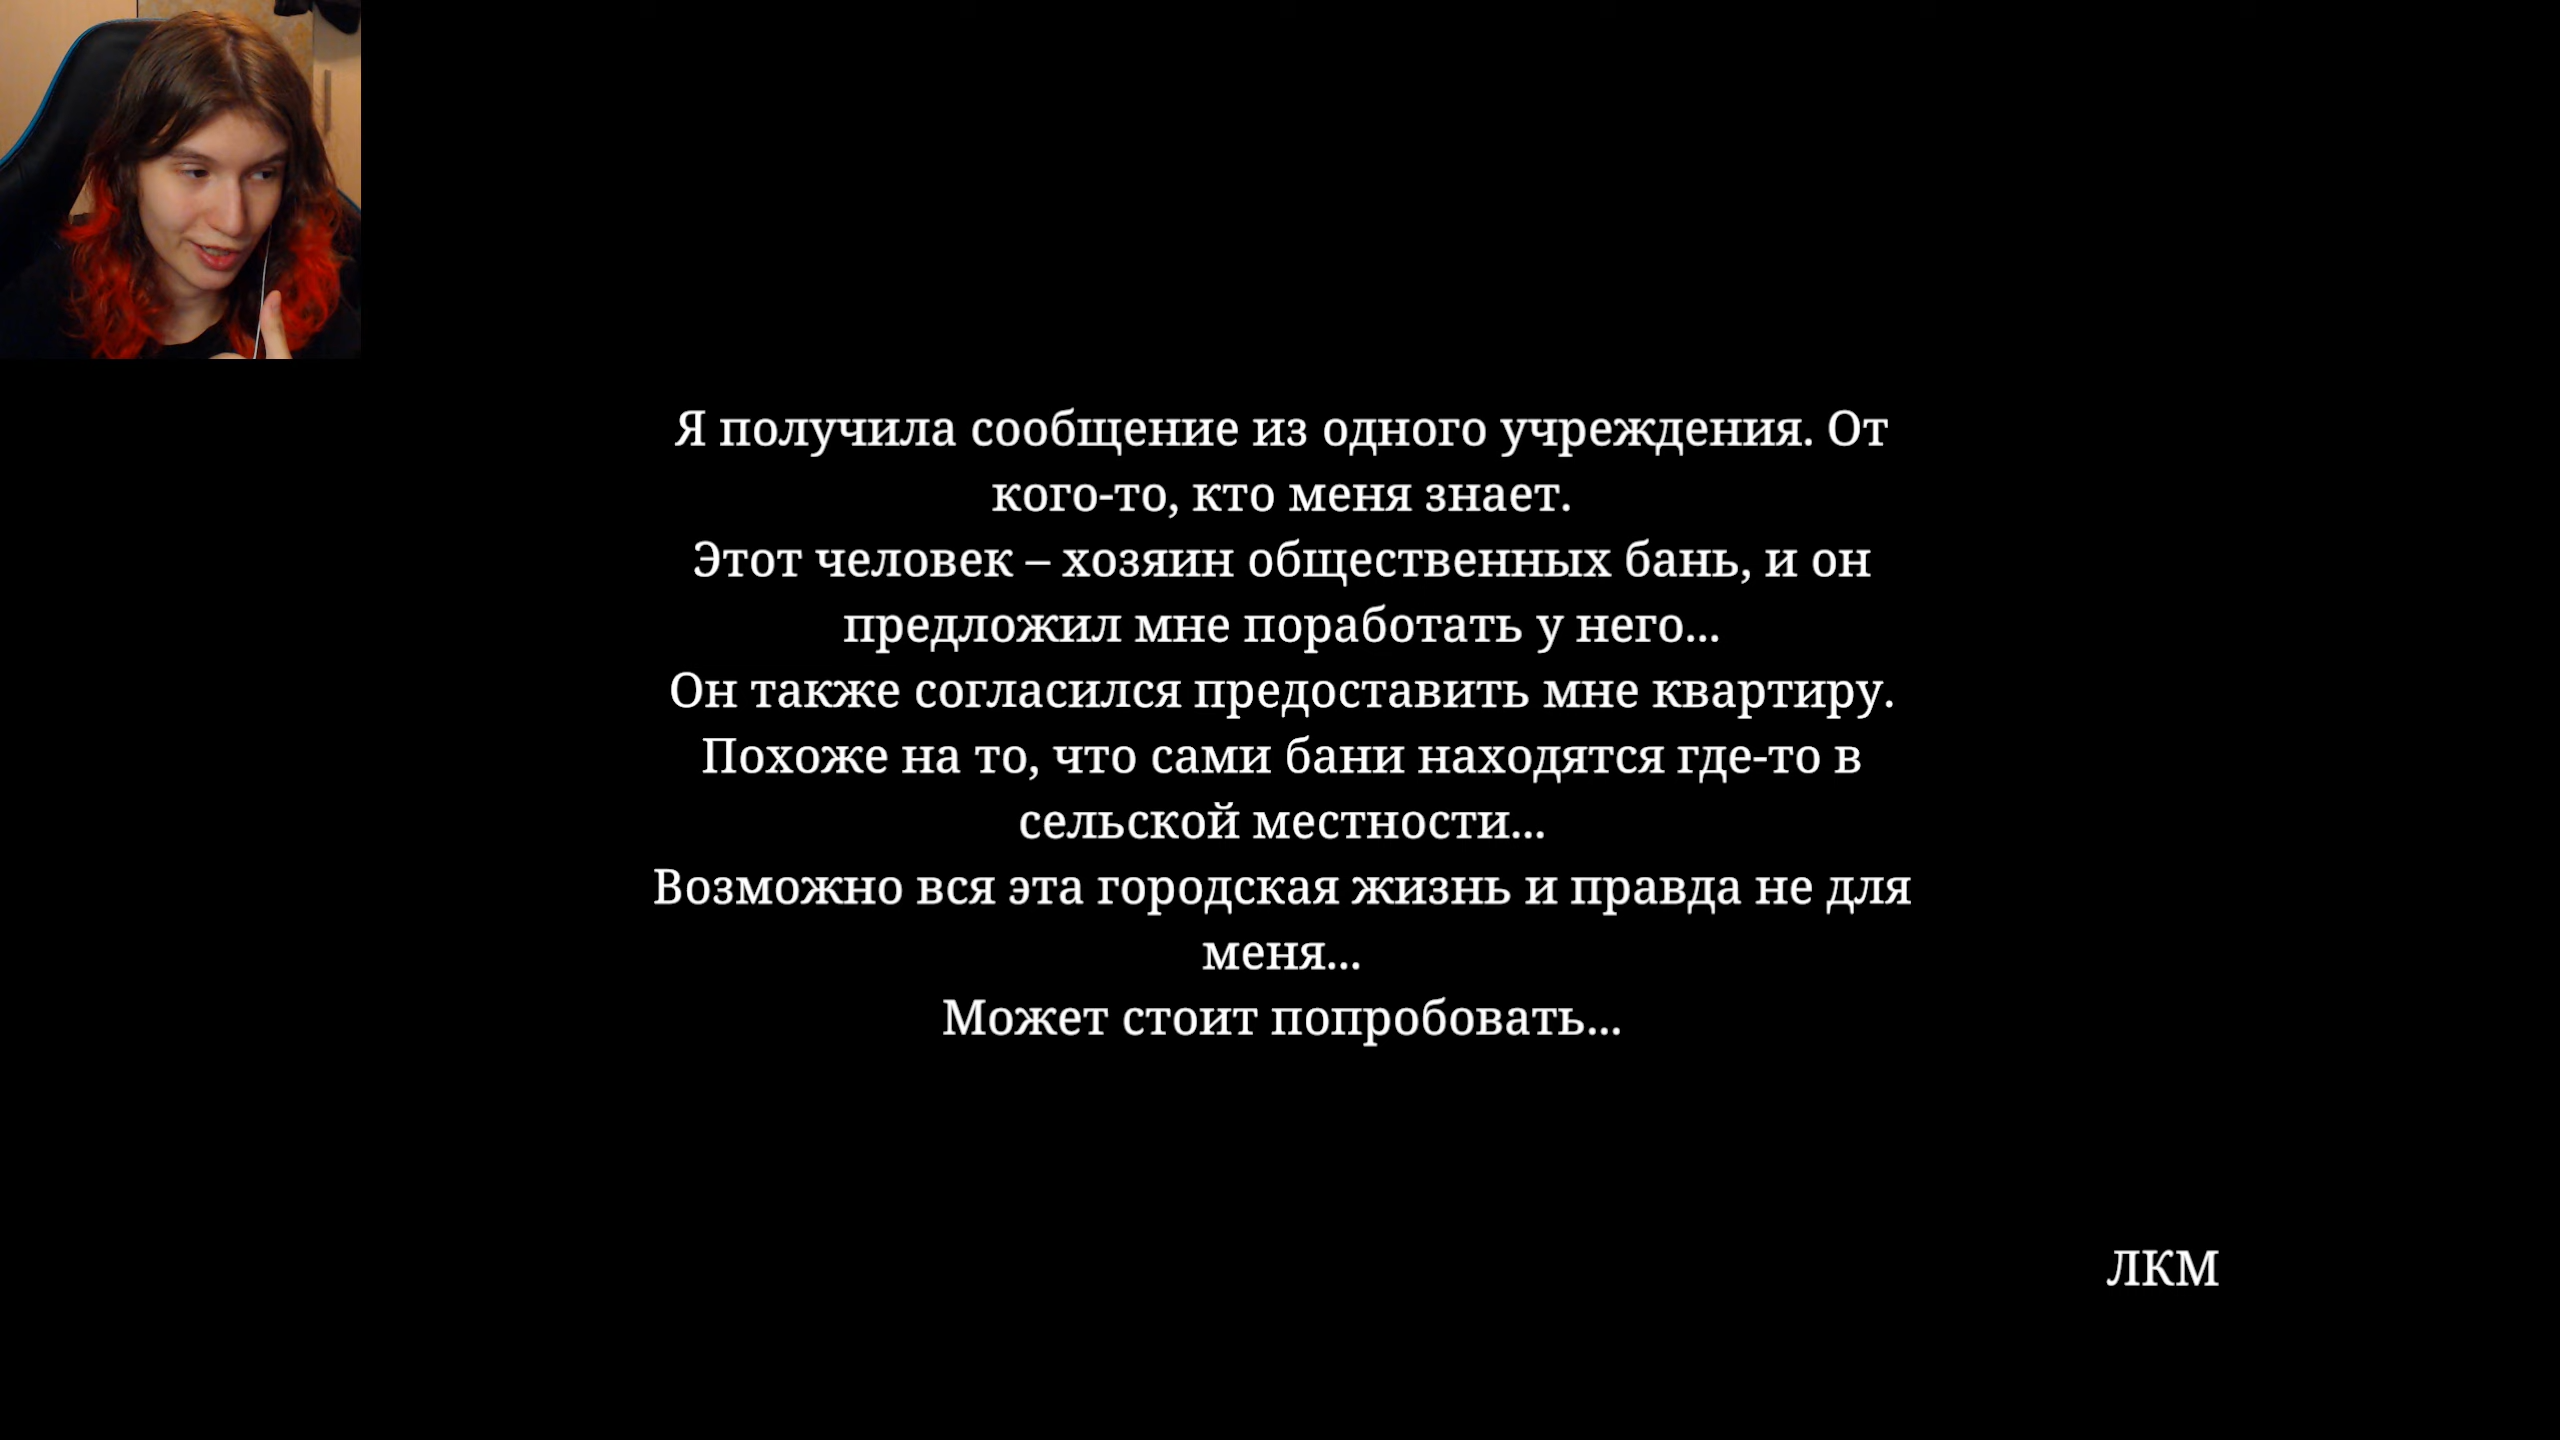 Я получила сообщение из одного учреждения. От
кого-то, кто меня знает.
Этот человек – хозяин общественных бань, и он
предложил мне поработать у него...
Он также согласился предоставить мне квартиру.
Похоже на то, что сами бани находятся где-то в
сельской местности...
Возможно вся эта городская жизнь и правда не для
меня...
Может стоит попробовать...
ЛКМ